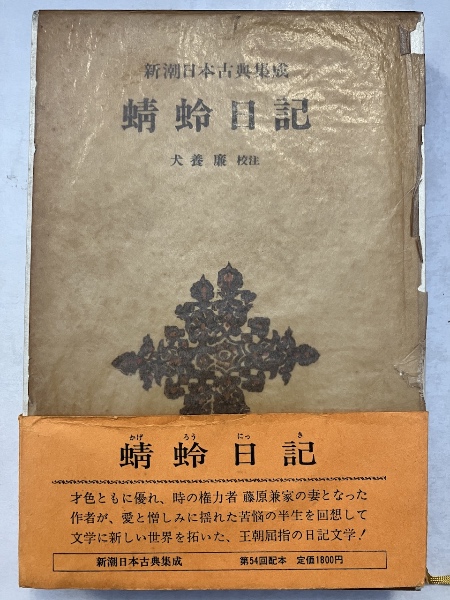 新潮日本古典集成
蜻蛉日記
犬養廉 校注
かげ ろう にっ き
蜻蛉日記
才色ともに優れ、時の権力者 藤原兼家の妻となった
作者が、愛と憎しみに揺れた苦悩の半生を回想して
文学に新しい世界を拓いた、王朝屈指の日記文学!
新潮日本古典集成 第54回配本 定価1800円